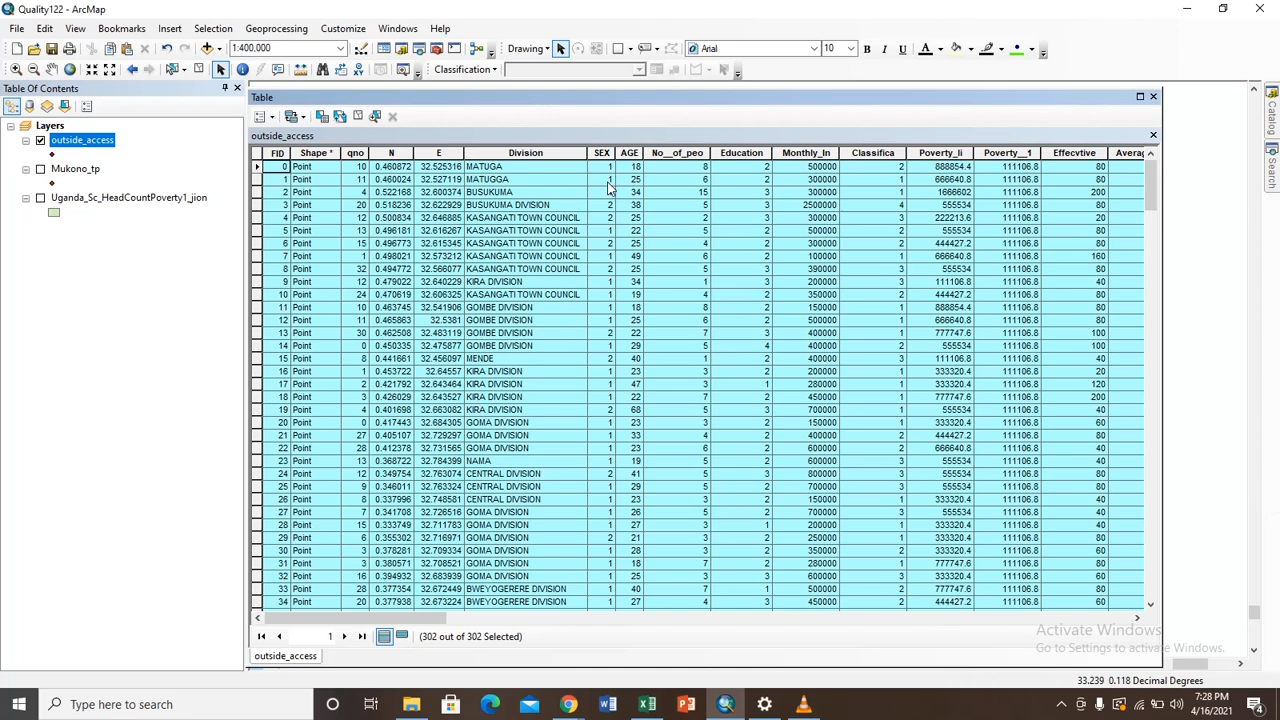 Quality122 - ArcMap
File Edit View Bookmarks Insert Selection Geoprocessing Customize Windows Help
1:400,000 Drawing Arial 10 B I U A
Classification
Table Of Contents
Layers
outside_access
Mukono_tp
Uganda_Sc_HeadCountPoverty1_jion
Table
outside_access
FID Shape * qno N E Division SEX AGE No__of_peo Education Monthly_In Classifica Poverty_li Poverty__1 Effecvtive Averag
0 Point 10 0.460872 32.525316 MATUGA 1 18 8 2 300000 2 888854.4 111106.8 80
1 Point 11 0.460024 32.527119 MATUGGA 1 25 6 2 300000 1 666640.8 111106.8 80
2 Point 4 0.522168 32.600374 BUSUKUMA 1 34 15 3 300000 1 1666602 111106.8 200
3 Point 20 0.518236 32.622929 BUSUKUMA DIVISION 2 38 5 3 2500000 4 555534 111106.8 80
4 Point 12 0.500834 32.646885 KASANGATI TOWN COUNCIL 2 25 2 3 300000 3 222213.6 111106.8 20
5 Point 13 0.496181 32.616267 KASANGATI TOWN COUNCIL 1 22 5 2 500000 3 555534 111106.8 80
6 Point 15 0.496773 32.615345 KASANGATI TOWN COUNCIL 2 25 4 2 300000 2 444427.2 111106.8 80
7 Point 1 0.498021 32.573212 KASANGATI TOWN COUNCIL 1 49 6 2 100000 1 666640.8 111106.8 160
8 Point 32 0.494772 32.566077 KASANGATI TOWN COUNCIL 2 25 5 3 390000 3 555534 111106.8 80
9 Point 12 0.479022 32.640229 KIRA DIVISION 1 34 1 3 200000 3 111106.8 111106.8 40
10 Point 24 0.470619 32.606325 KASANGATI TOWN COUNCIL 1 19 4 2 350000 2 444427.2 111106.8 80
11 Point 10 0.463745 32.541906 GOMBE DIVISION 1 18 8 2 150000 1 888854.4 111106.8 80
12 Point 11 0.465863 32.5381 GOMBE DIVISION 1 25 6 2 500000 1 666640.8 111106.8 80
13 Point 30 0.462508 32.483119 GOMBE DIVISION 2 22 7 3 400000 1 777747.6 111106.8 100
14 Point 0 0.450335 32.475877 GOMBE DIVISION 1 29 5 4 400000 2 555534 111106.8 100
15 Point 8 0.441661 32.456097 MENDE 2 40 1 2 400000 3 111106.8 111106.8 40
16 Point 1 0.453722 32.64557 KIRA DIVISION 1 23 3 2 200000 1 333320.4 111106.8 20
17 Point 2 0.421792 32.643464 KIRA DIVISION 1 47 3 1 280000 1 333320.4 111106.8 120
18 Point 3 0.426029 32.643527 KIRA DIVISION 1 22 7 2 450000 1 777747.6 111106.8 200
19 Point 4 0.401698 32.663082 KIRA DIVISION 2 68 5 3 700000 3 555534 111106.8 40
20 Point 0 0.417443 32.684305 GOMA DIVISION 1 23 3 2 150000 1 333320.4 111106.8 60
21 Point 27 0.405107 32.729297 GOMA DIVISION 1 33 4 1 400000 2 444427.2 111106.8 80
22 Point 28 0.412378 32.731565 GOMA DIVISION 1 23 6 2 400000 2 666640.8 111106.8 60
23 Point 13 0.368722 32.784399 NAMA 1 19 5 2 600000 3 555534 111106.8 60
24 Point 12 0.349754 32.763074 CENTRAL DIVISION 2 41 5 3 800000 3 555534 111106.8 80
25 Point 9 0.346011 32.763324 CENTRAL DIVISION 1 29 5 2 700000 3 555534 111106.8 80
26 Point 8 0.337996 32.748581 CENTRAL DIVISION 1 23 3 2 150000 1 333320.4 111106.8 40
27 Point 7 0.341708 32.726516 GOMA DIVISION 1 26 5 2 700000 3 555534 111106.8 40
28 Point 15 0.333749 32.711783 GOMA DIVISION 1 27 3 1 200000 1 333320.4 111106.8 40
29 Point 6 0.355302 32.716554 GOMA DIVISION 2 21 3 2 250000 1 333320.4 111106.8 40
30 Point 3 0.378281 32.709334 GOMA DIVISION 1 28 3 2 350000 2 333320.4 111106.8 60
31 Point 3 0.380571 32.708521 GOMA DIVISION 1 18 7 2 280000 1 777747.6 111106.8 40
32 Point 16 0.394932 32.683939 GOMA DIVISION 1 25 3 3 600000 3 333320.4 111106.8 60
33 Point 28 0.377354 32.672449 BWEYOGERERE DIVISION 1 40 7 1 500000 2 777747.6 111106.8 80
34 Point 20 0.377938 32.673224 BWEYOGERERE DIVISION 1 27 4 3 450000 2 444427.2 111106.8 60
1 (302 out of 302 Selected)
outside_access
Catalog
Search
Activate Windows
Go to Settings to activate Windows.
33.239 0.118 Decimal Degrees
Type here to search
7:28 PM
4/16/2021
4